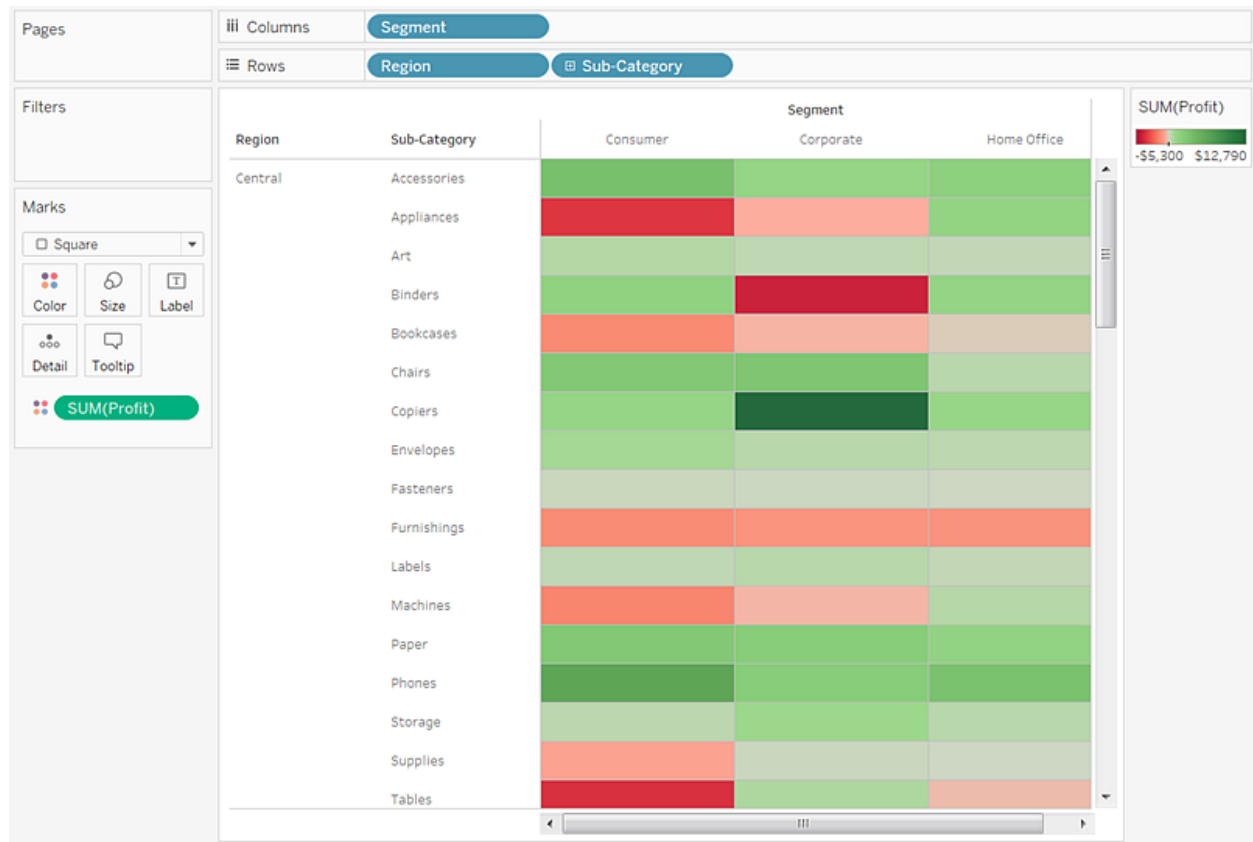 Pages
Columns Segment
Rows Region Sub-Category
Filters
Marks
Square
Color Size Label
Detail Tooltip
SUM(Profit)
Segment
Region Sub-Category Consumer Corporate Home Office
Central Accessories
Appliances
Art
Binders
Bookcases
Chairs
Copiers
Envelopes
Fasteners
Furnishings
Labels
Machines
Paper
Phones
Storage
Supplies
Tables
SUM(Profit)
-$5,300 $12,790